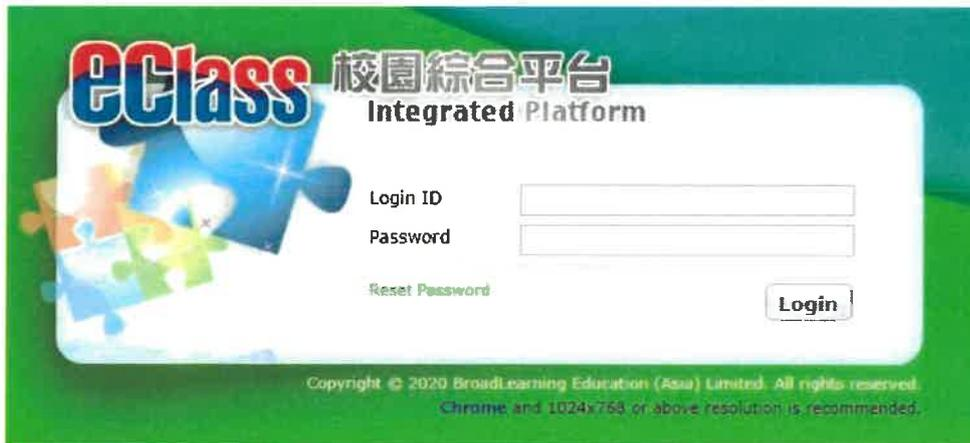 eClass 校園綜合平台
Integrated Platform
Login ID
Password
Reset Password
Login
Copyright © 2020 BroadLearning Education (Asia) Limited. All rights reserved.
Chrome and 1024x768 or above resolution is recommended.